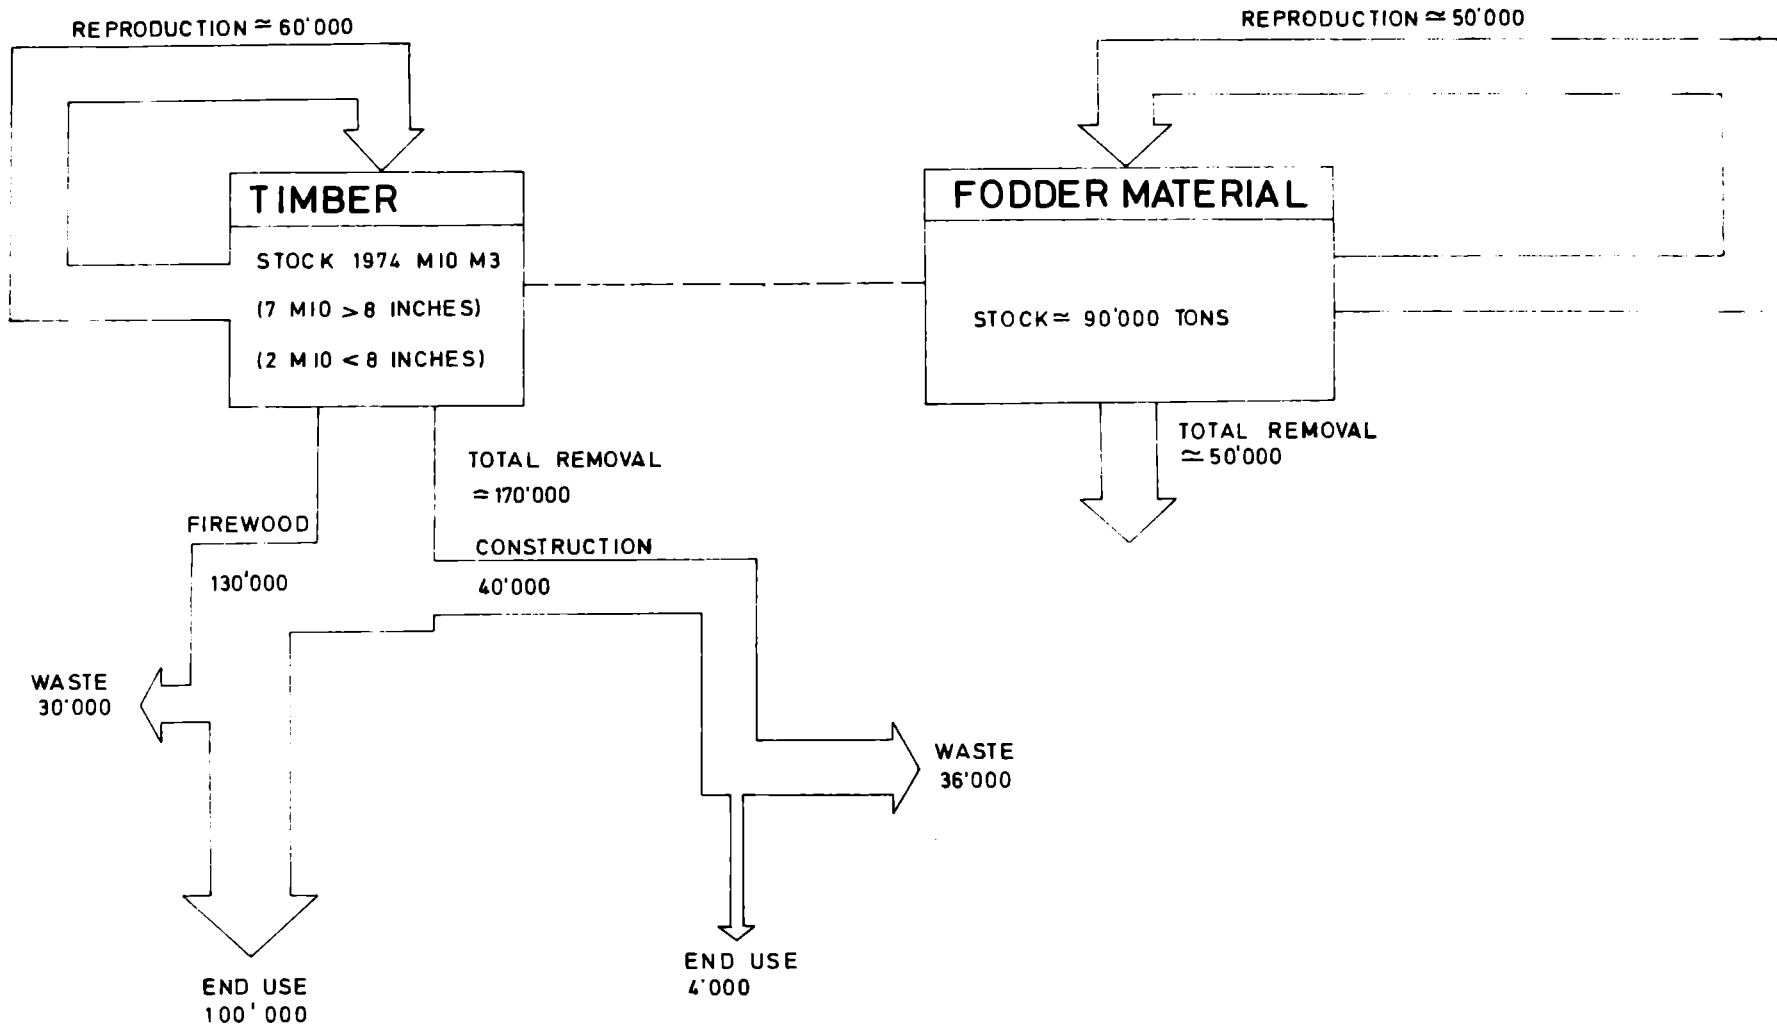 REPRODUCTION ≃ 60'000
TIMBER
STOCK 1974 MIO M3
(7 MIO > 8 INCHES)
(2 MIO < 8 INCHES)
TOTAL REMOVAL
≃ 170'000
FIREWOOD
130'000
CONSTRUCTION
40'000
WASTE
30'000
WASTE
36'000
END USE
100'000
END USE
4'000
REPRODUCTION ≃ 50'000
FODDER MATERIAL
STOCK ≃ 90'000 TONS
TOTAL REMOVAL
≃ 50'000